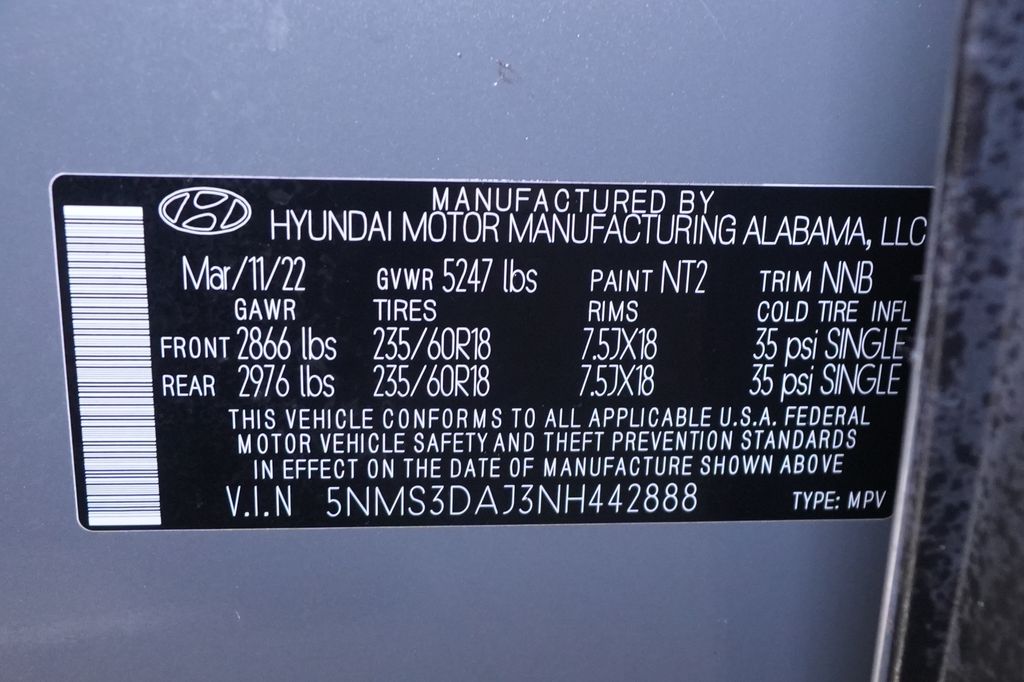 MANUFACTURED BY
HYUNDAI MOTOR MANUFACTURING ALABAMA, LLC
Mar/11/22 GVWR 5247 lbs PAINT NT2 TRIM NNB
GAWR TIRES RIMS COLD TIRE INFL
FRONT 2866 lbs 235/60R18 7.5JX18 35 psi SINGLE
REAR 2976 lbs 235/60R18 7.5JX18 35 psi SINGLE
THIS VEHICLE CONFORMS TO ALL APPLICABLE U.S.A. FEDERAL
MOTOR VEHICLE SAFETY AND THEFT PREVENTION STANDARDS
IN EFFECT ON THE DATE OF MANUFACTURE SHOWN ABOVE
V.I.N 5NMS3DAJ3NH442888 TYPE: MPV